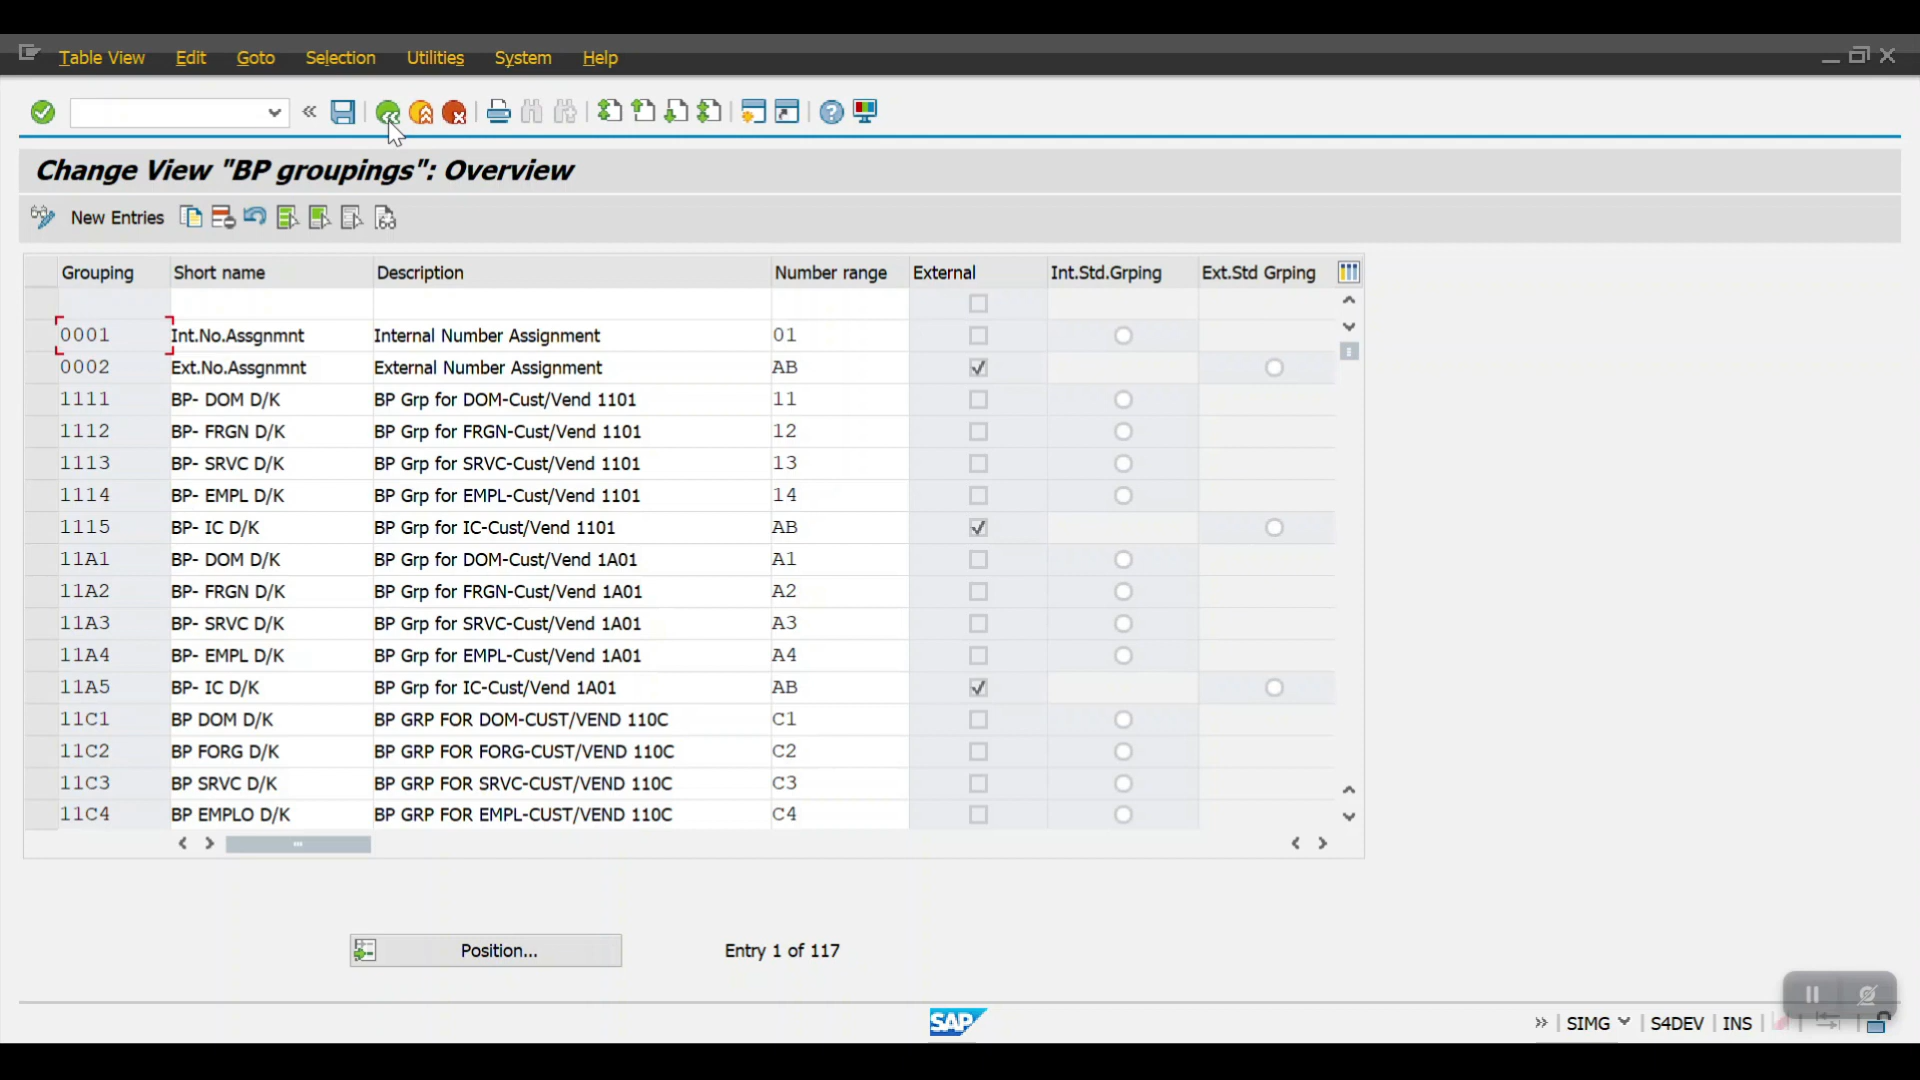 Table View Edit Goto Selection Utilities System Help
Change View "BP groupings": Overview
New Entries
Grouping Short name Description Number range External Int.Std.Grping Ext.Std Grping
0001 Int.No.Assgnmnt Internal Number Assignment 01
0002 Ext.No.Assgnmnt External Number Assignment AB
1111 BP- DOM D/K BP Grp for DOM-Cust/Vend 1101 11
1112 BP- FRGN D/K BP Grp for FRGN-Cust/Vend 1101 12
1113 BP- SRVC D/K BP Grp for SRVC-Cust/Vend 1101 13
1114 BP- EMPL D/K BP Grp for EMPL-Cust/Vend 1101 14
1115 BP- IC D/K BP Grp for IC-Cust/Vend 1101 AB
11A1 BP- DOM D/K BP Grp for DOM-Cust/Vend 1A01 A1
11A2 BP- FRGN D/K BP Grp for FRGN-Cust/Vend 1A01 A2
11A3 BP- SRVC D/K BP Grp for SRVC-Cust/Vend 1A01 A3
11A4 BP- EMPL D/K BP Grp for EMPL-Cust/Vend 1A01 A4
11A5 BP- IC D/K BP Grp for IC-Cust/Vend 1A01 AB
11C1 BP DOM D/K BP GRP FOR DOM-CUST/VEND 110C C1
11C2 BP FORG D/K BP GRP FOR FORG-CUST/VEND 110C C2
11C3 BP SRVC D/K BP GRP FOR SRVC-CUST/VEND 110C C3
11C4 BP EMPLO D/K BP GRP FOR EMPL-CUST/VEND 110C C4
Position... Entry 1 of 117
SAP SIMG S4DEV INS